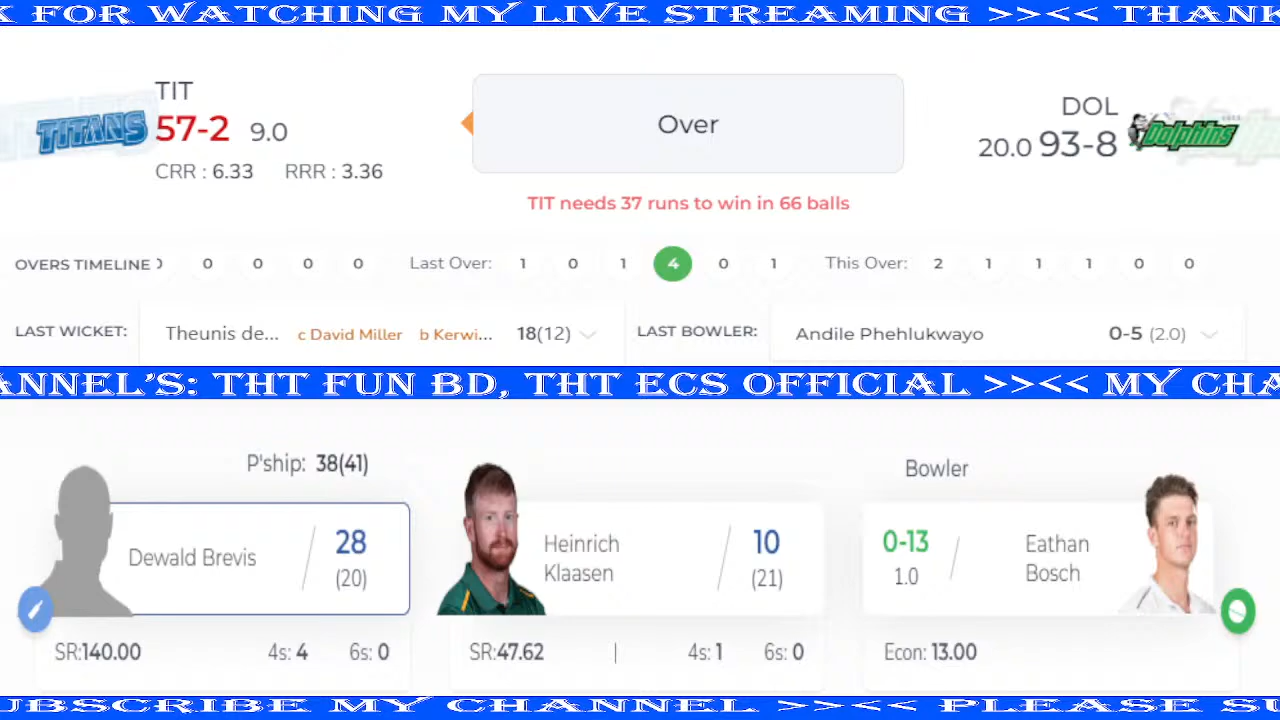 K FOR WATCHING MY LIVE STREAMING >><< THANK
TIT
57-2 9.0
CRR : 6.33 RRR : 3.36
TITANS
Over
DOL
20.0 93-8
Dolphins
TIT needs 37 runs to win in 66 balls
OVERS TIMELINE 0 0 0 0 Last Over: 1 0 1 4 0 1 This Over: 2 1 1 1 0 0
LAST WICKET: Theunis de... c David Miller b Kerwi... 18(12) LAST BOWLER: Andile Phehlukwayo 0-5 (2.0)
ANNEL'S: THT FUN BD, THT ECS OFFICIAL >><< MY CHA
P'ship: 38(41)
Bowler
Dewald Brevis 28 (20)
Heinrich Klaasen 10 (21)
0-13 1.0 Eathan Bosch
SR:140.00 4s: 4 6s: 0
SR:47.62 | 4s: 1 6s: 0
Econ: 13.00
UBSCRIBE MY CHANNEL >><< PLEASE SU